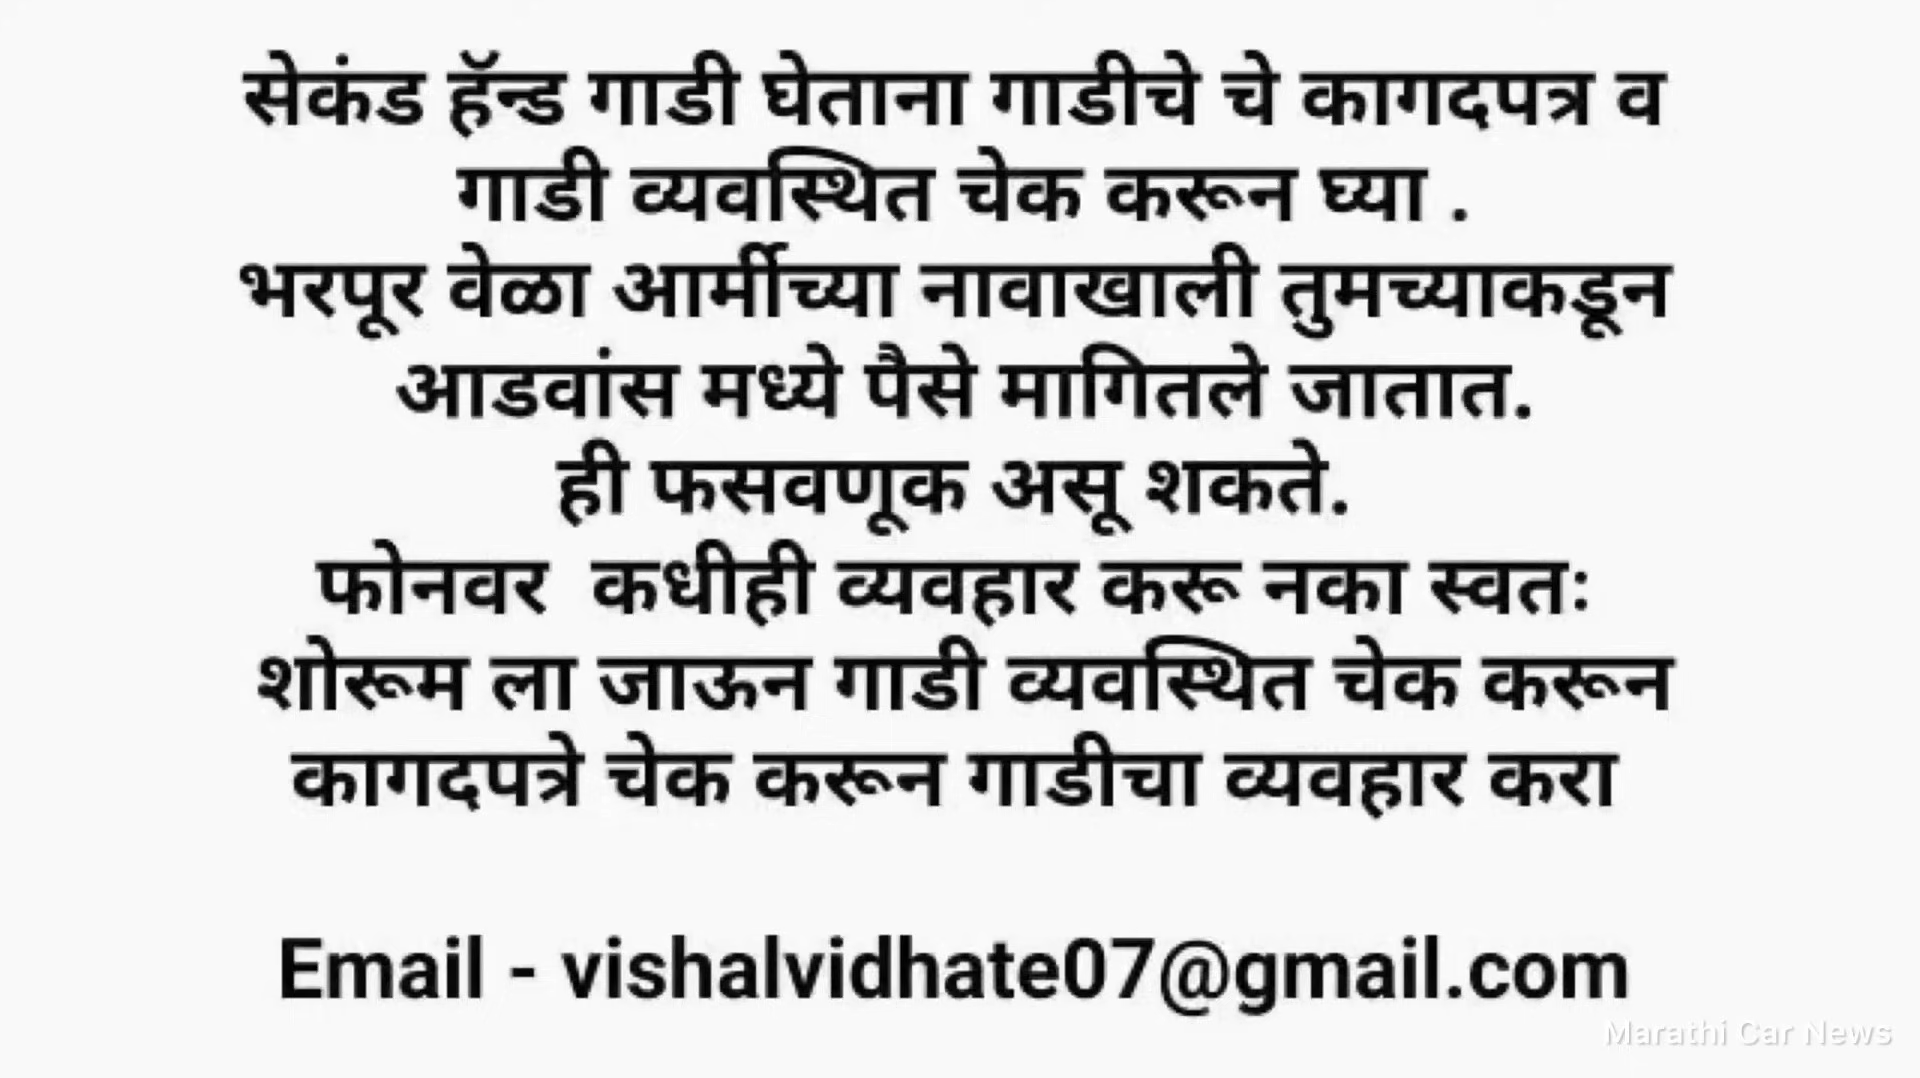 सेकंड हॅन्ड गाडी घेताना गाडीचे चे कागदपत्र व
गाडी व्यवस्थित चेक करून घ्या .
भरपूर वेळा आर्मीच्या नावाखाली तुमच्याकडून
आडवांस मध्ये पैसे मागितले जातात.
ही फसवणूक असू शकते.
फोनवर कधीही व्यवहार करू नका स्वतः
शोरूम ला जाऊन गाडी व्यवस्थित चेक करून
कागदपत्रे चेक करून गाडीचा व्यवहार करा
Email - vishalvidhate07@gmail.com
Marathi Car News